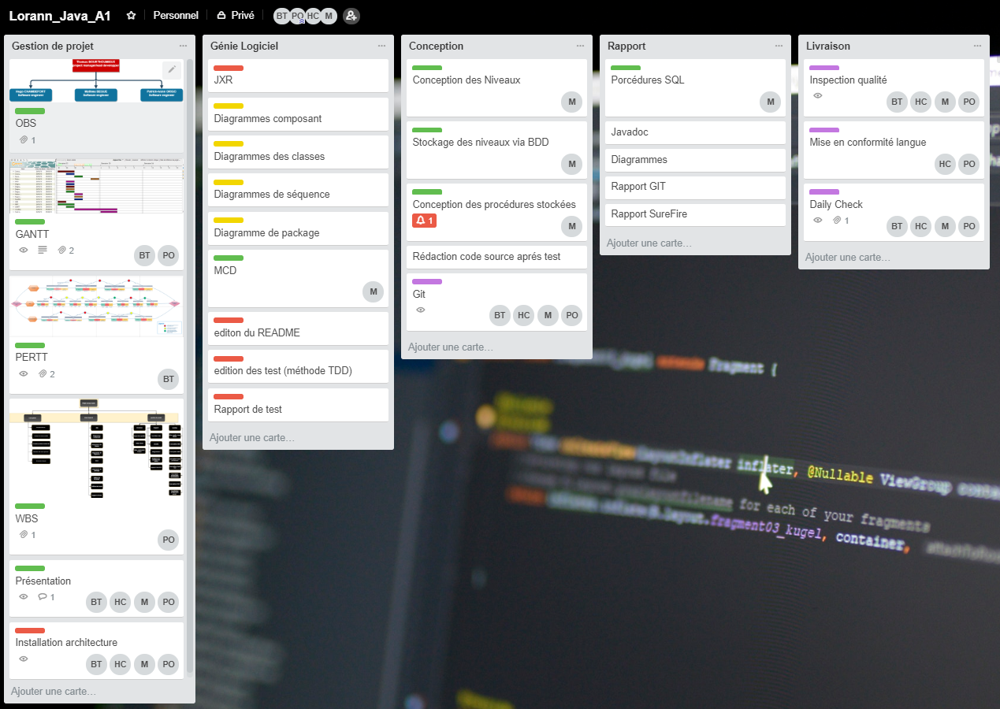 Lorann_Java_A1
Personnel
Privé
BT PO HC M
Gestion de projet
OBS
1
GANTT
2
BT PO
PERTT
2
BT
WBS
1
PO
Présentation
1
BT HC M PO
Installation architecture
BT HC M PO
Ajouter une carte…
Génie Logiciel
JXR
Diagrammes composant
Diagrammes des classes
Diagrammes de séquence
Diagramme de package
MCD
M
editon du README
edition des test (méthode TDD)
Rapport de test
Ajouter une carte…
Conception
Conception des Niveaux
M
Stockage des niveaux via BDD
M
Conception des procédures stockées
1
M
Rédaction code source aprés test
Git
BT HC M PO
Ajouter une carte…
Rapport
Porcédures SQL
M
Javadoc
Diagrammes
Rapport GIT
Rapport SureFire
Ajouter une carte…
Livraison
Inspection qualité
BT HC M PO
Mise en conformité langue
HC PO
Daily Check
1
BT HC M PO
Ajouter une carte…
Fragment {
inflater, @Nullable ViewGroup
for each of your fragments
fragment03_kugel, container,